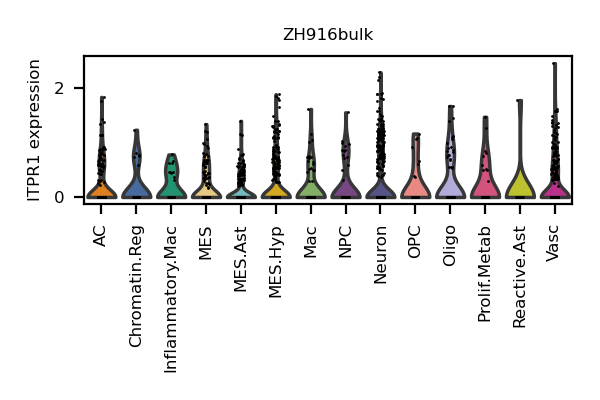 ZH916bulk
ITPR1 expression
2
0
AC
Chromatin.Reg
Inflammatory.Mac
MES
MES.Ast
MES.Hyp
Mac
NPC
Neuron
OPC
Oligo
Prolif.Metab
Reactive.Ast
Vasc